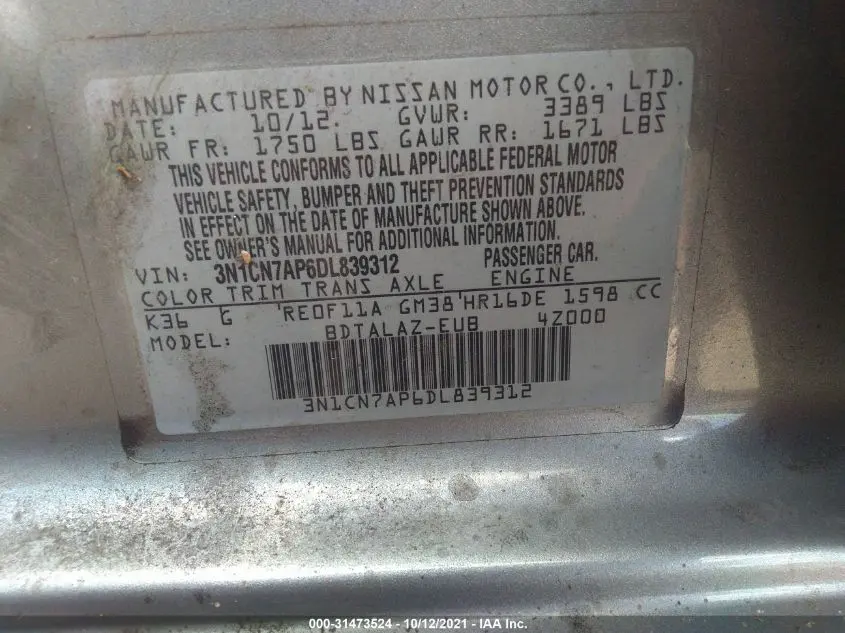 MANUFACTURED BY NISSAN MOTOR CO., LTD.
DATE: 10/12. GVWR: 3389 LBS
GAWR FR: 1750 LBS GAWR RR: 1671 LBS
THIS VEHICLE CONFORMS TO ALL APPLICABLE FEDERAL MOTOR
VEHICLE SAFETY, BUMPER AND THEFT PREVENTION STANDARDS
IN EFFECT ON THE DATE OF MANUFACTURE SHOWN ABOVE.
SEE OWNER'S MANUAL FOR ADDITIONAL INFORMATION.
VIN: 3N1CN7AP6DL839312 PASSENGER CAR.
COLOR TRIM TRANS AXLE ENGINE
K36 G 'RE0F11A GM38'HR16DE 1598 CC
MODEL: BDTALAZ-EUB 4Z000
3N1CN7AP6DL839312
000-31473524 - 10/12/2021 - IAA Inc.